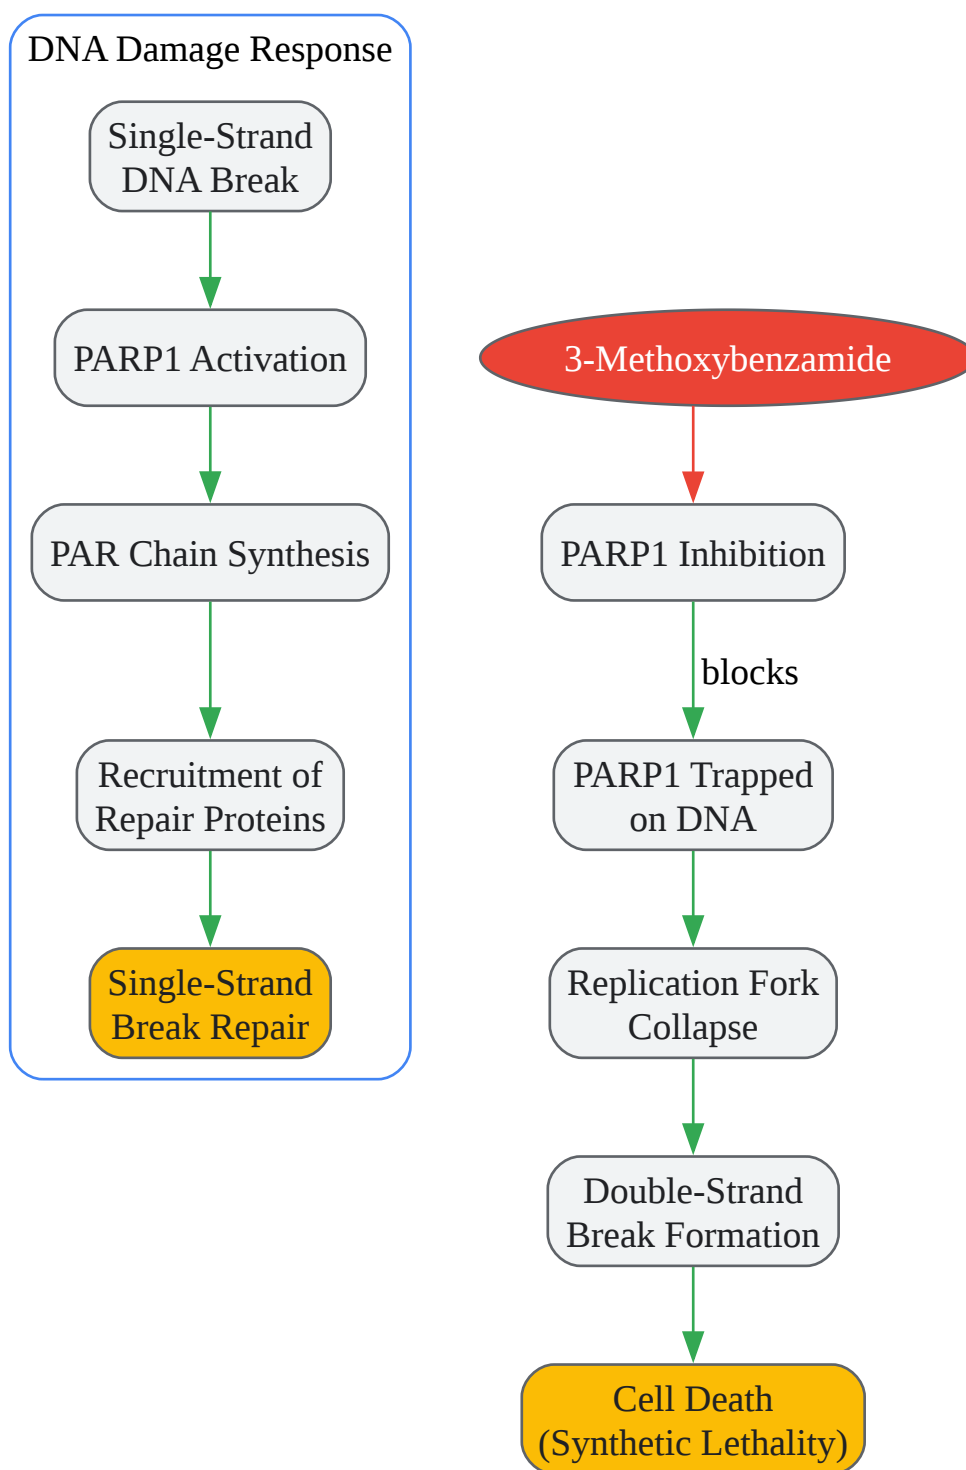 DNA Damage Response
Single-Strand
DNA Break
PARP1 Activation
PAR Chain Synthesis
Recruitment of
Repair Proteins
Single-Strand
Break Repair
3-Methoxybenzamide
PARP1 Inhibition
blocks
PARP1 Trapped
on DNA
Replication Fork
Collapse
Double-Strand
Break Formation
Cell Death
(Synthetic Lethality)